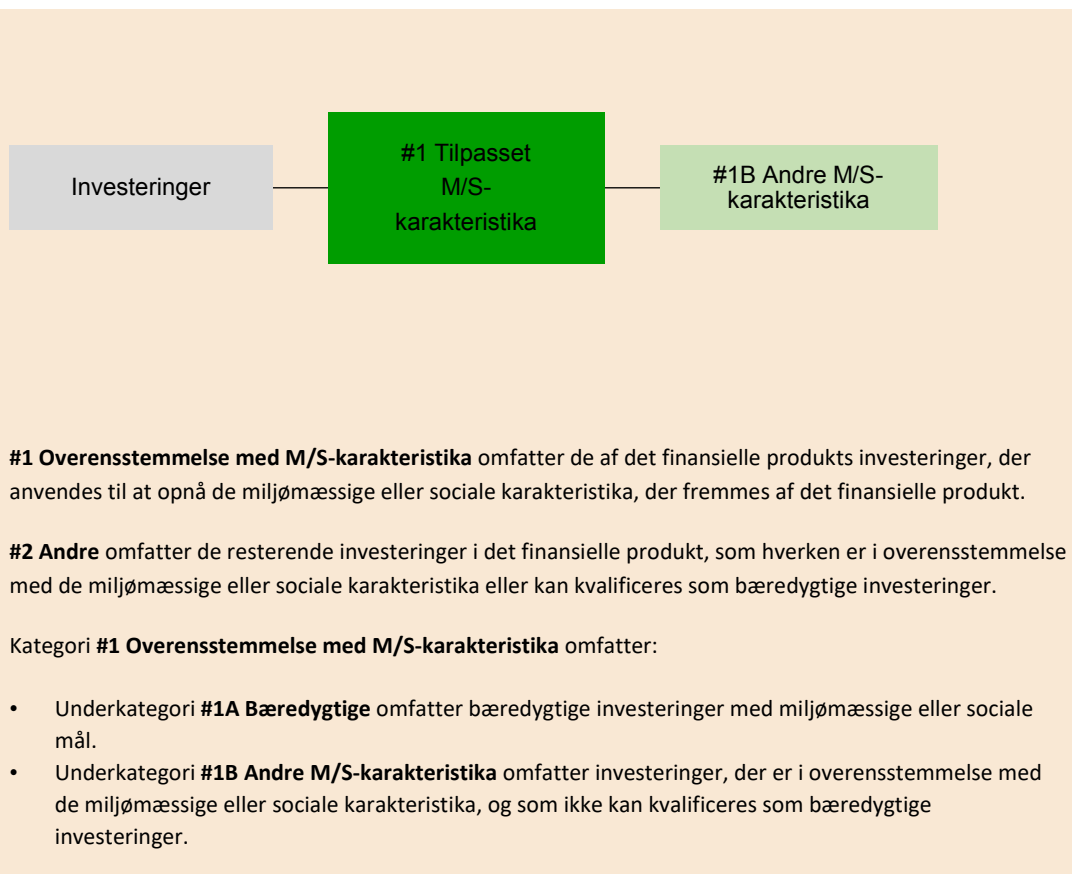 Investeringer
#1 Tilpasset
M/S-
karakteristika
#1B Andre M/S-
karakteristika
#1 Overensstemmelse med M/S-karakteristika omfatter de af det finansielle produkts investeringer, der
anvendes til at opnå de miljømæssige eller sociale karakteristika, der fremmes af det finansielle produkt.
#2 Andre omfatter de resterende investeringer i det finansielle produkt, som hverken er i overensstemmelse
med de miljømæssige eller sociale karakteristika eller kan kvalificeres som bæredygtige investeringer.
Kategori #1 Overensstemmelse med M/S-karakteristika omfatter:
• Underkategori #1A Bæredygtige omfatter bæredygtige investeringer med miljømæssige eller sociale
mål.
• Underkategori #1B Andre M/S-karakteristika omfatter investeringer, der er i overensstemmelse med
de miljømæssige eller sociale karakteristika, og som ikke kan kvalificeres som bæredygtige
investeringer.